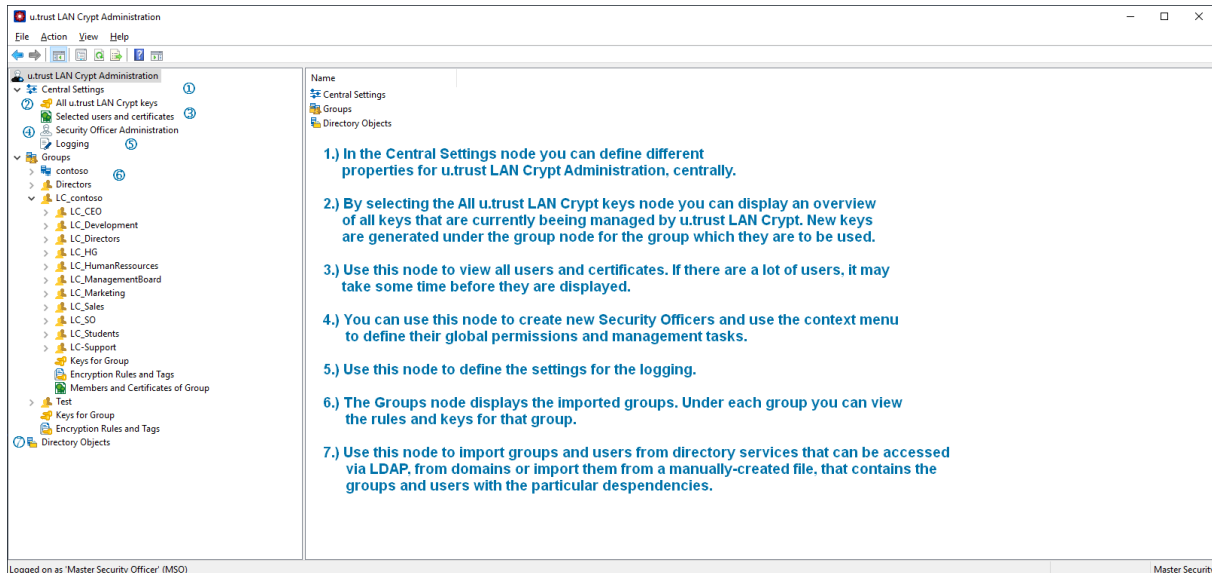 u.trust LAN Crypt Administration
File Action View Help
u.trust LAN Crypt Administration
Central Settings ①
② All u.trust LAN Crypt keys
Selected users and certificates ③
④ Security Officer Administration
Logging ⑤
Groups
contoso ⑥
Directors
LC_contoso
LC_CEO
LC_Development
LC_Directors
LC_HG
LC_HumanRessources
LC_ManagementBoard
LC_Marketing
LC_Sales
LC_SO
LC_Students
LC-Support
Keys for Group
Encryption Rules and Tags
Members and Certificates of Group
Test
Keys for Group
Encryption Rules and Tags
⑦ Directory Objects
Name
Central Settings
Groups
Directory Objects
1.) In the Central Settings node you can define different
properties for u.trust LAN Crypt Administration, centrally.
2.) By selecting the All u.trust LAN Crypt keys node you can display an overview
of all keys that are currently beeing managed by u.trust LAN Crypt. New keys
are generated under the group node for the group which they are to be used.
3.) Use this node to view all users and certificates. If there are a lot of users, it may
take some time before they are displayed.
4.) You can use this node to create new Security Officers and use the context menu
to define their global permissions and management tasks.
5.) Use this node to define the settings for the logging.
6.) The Groups node displays the imported groups. Under each group you can view
the rules and keys for that group.
7.) Use this node to import groups and users from directory services that can be accessed
via LDAP, from domains or import them from a manually-created file, that contains the
groups and users with the particular despendencies.
Logged on as 'Master Security Officer' (MSO)
Master Security